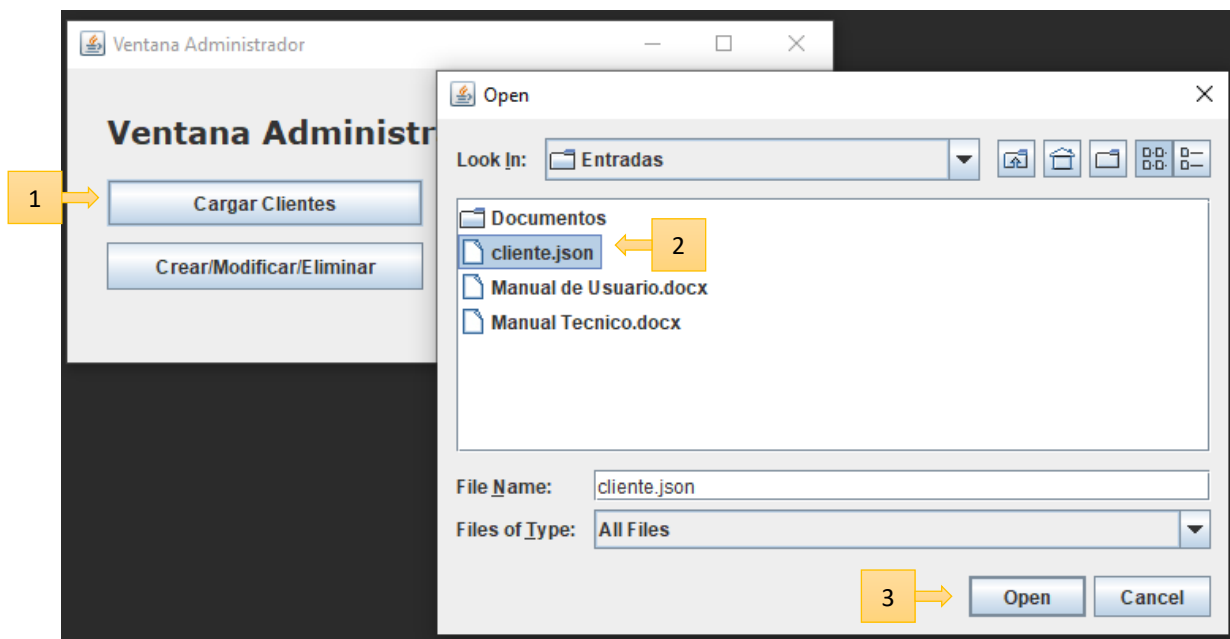 Ventana Administrador
Open
Ventana Administr
Look In: Entradas
1
Cargar Clientes
Documentos
cliente.json
2
Crear/Modificar/Eliminar
Manual de Usuario.docx
Manual Tecnico.docx
File Name: cliente.json
Files of Type: All Files
3
Open Cancel